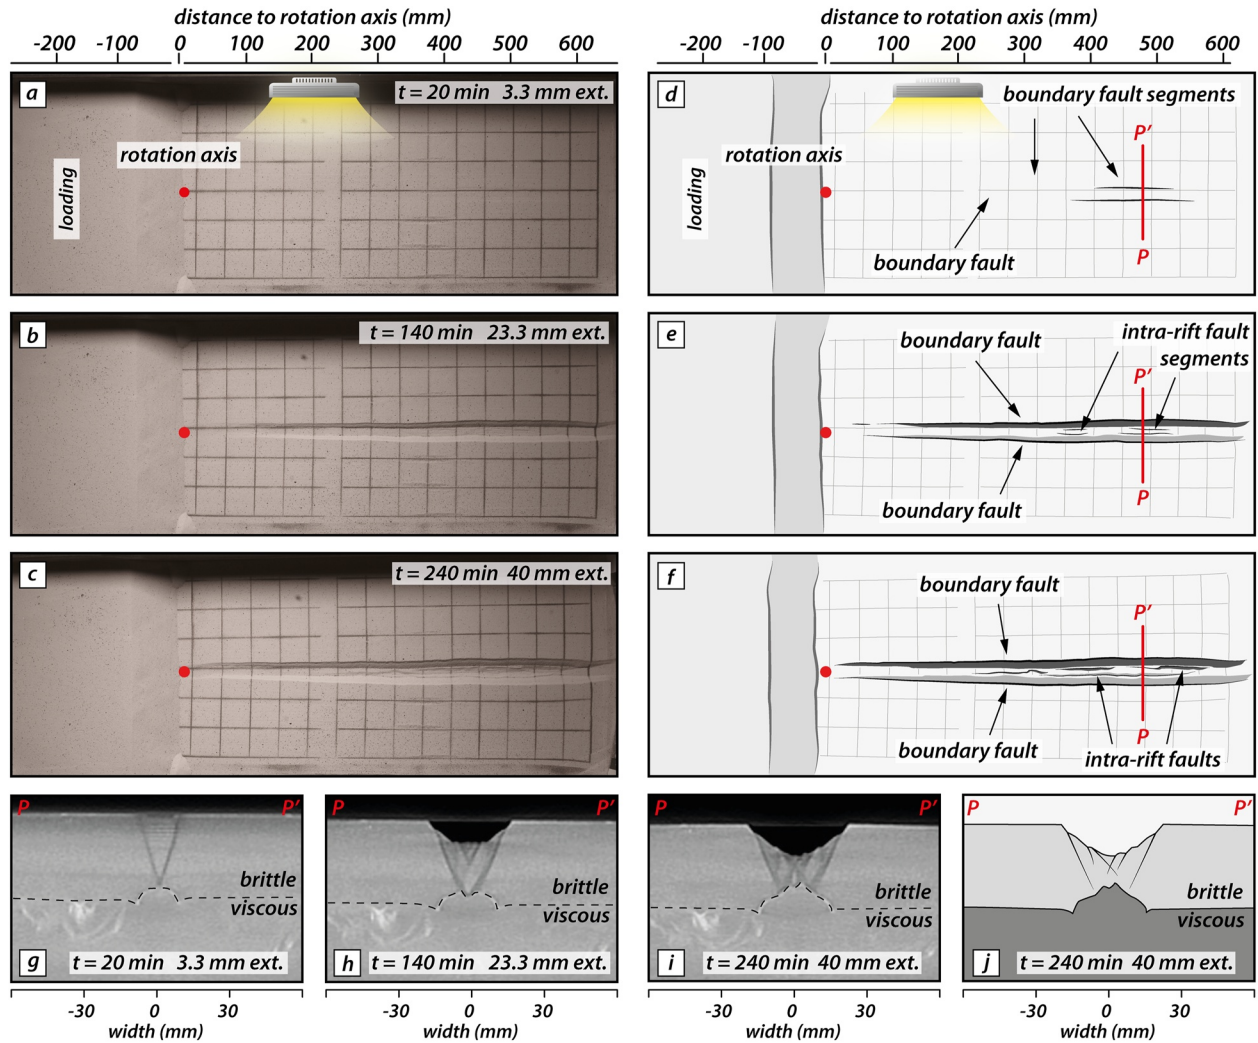 distance to rotation axis (mm)
-200 -100 0 100 200 300 400 500 600
a
t = 20 min 3.3 mm ext.
rotation axis
loading
b
t = 140 min 23.3 mm ext.
c
t = 240 min 40 mm ext.
distance to rotation axis (mm)
-200 -100 0 100 200 300 400 500 600
d
boundary fault segments
P'
rotation axis
loading
boundary fault
P
e
boundary fault
intra-rift fault
segments
P'
boundary fault
P
f
boundary fault
P'
boundary fault
P
intra-rift faults
P P'
brittle
viscous
g
t = 20 min 3.3 mm ext.
-30 0 30
width (mm)
P P'
brittle
viscous
h
t = 140 min 23.3 mm ext.
-30 0 30
width (mm)
P P'
brittle
viscous
i
t = 240 min 40 mm ext.
-30 0 30
width (mm)
P P'
brittle
viscous
j
t = 240 min 40 mm ext.
-30 0 30
width (mm)